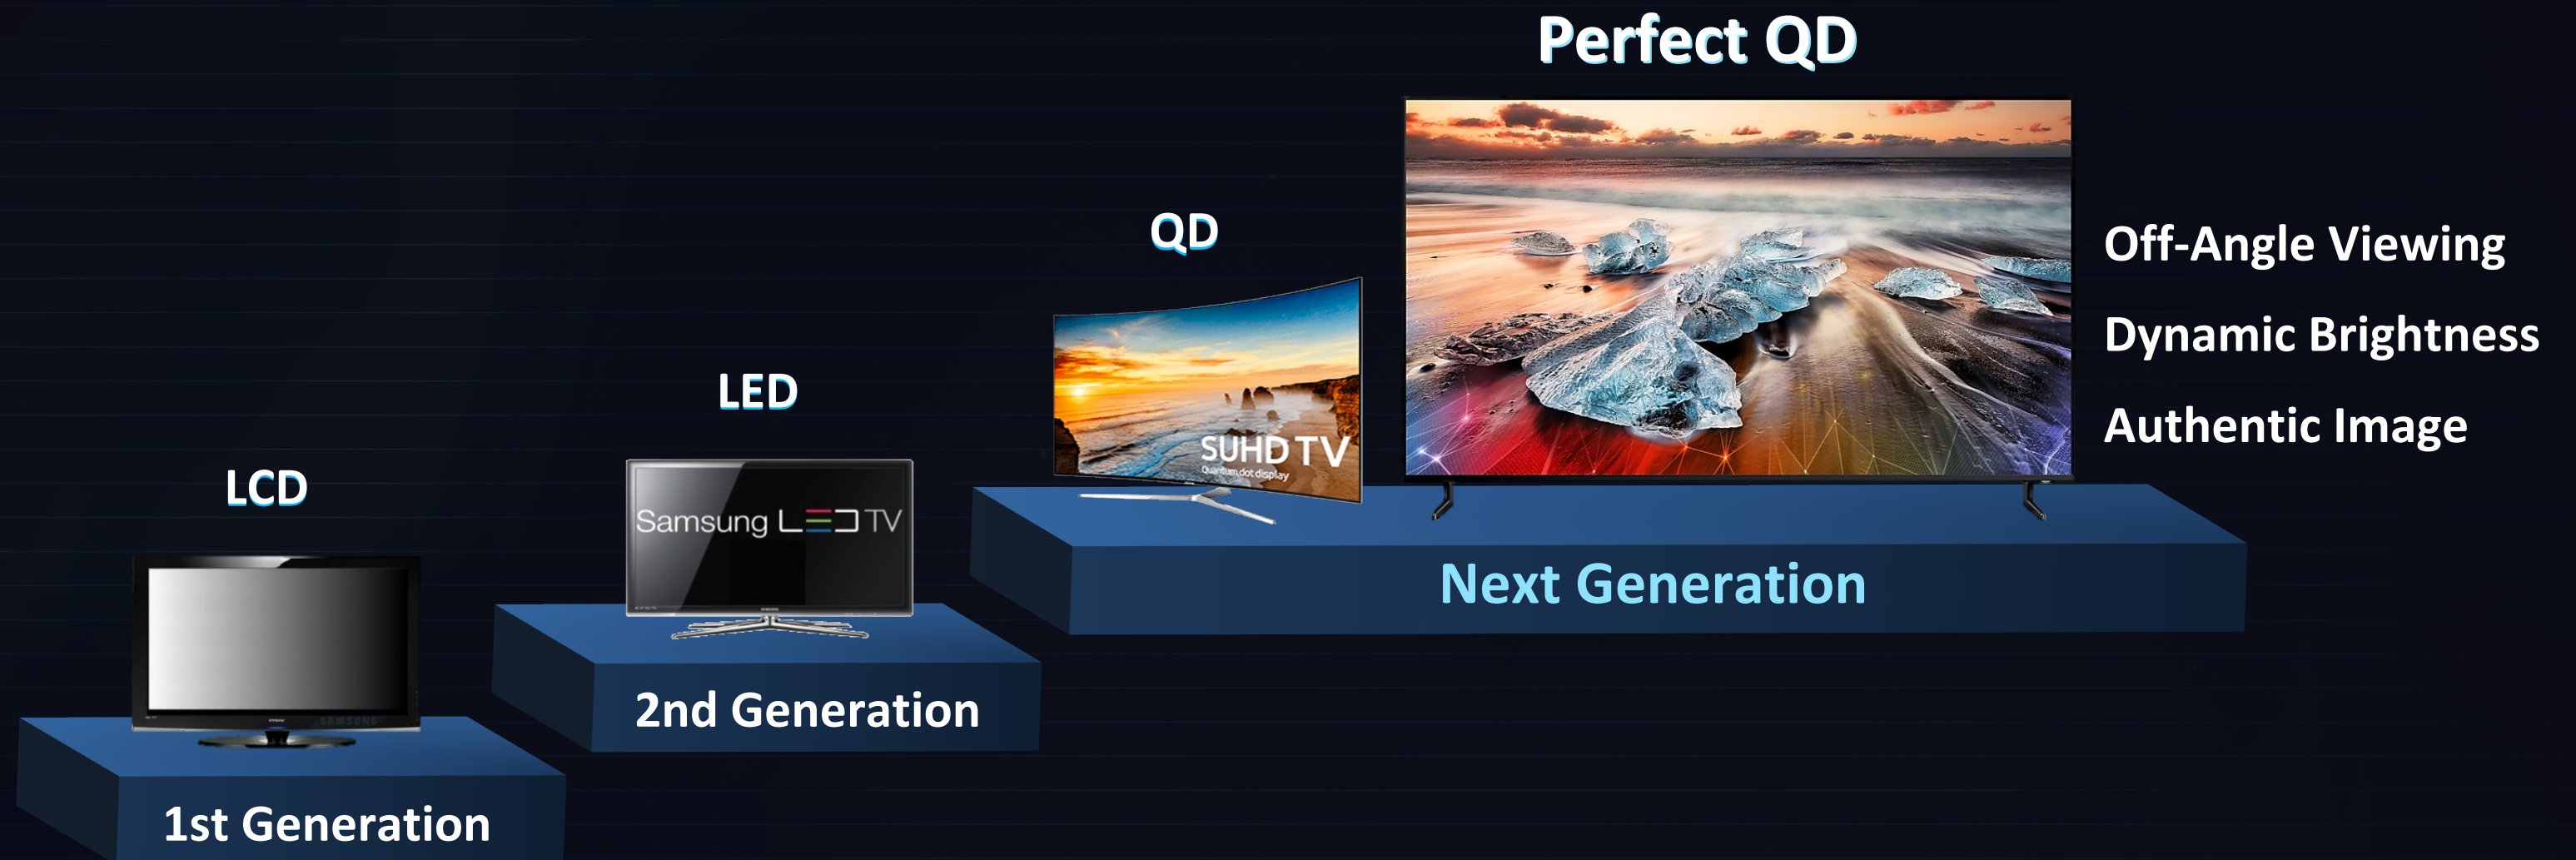 Perfect QD
QD
LED
LCD
SUHD TV
Quantum dot display
Samsung LED TV
SAMSUNG
Off-Angle Viewing
Dynamic Brightness
Authentic Image
Next Generation
2nd Generation
1st Generation